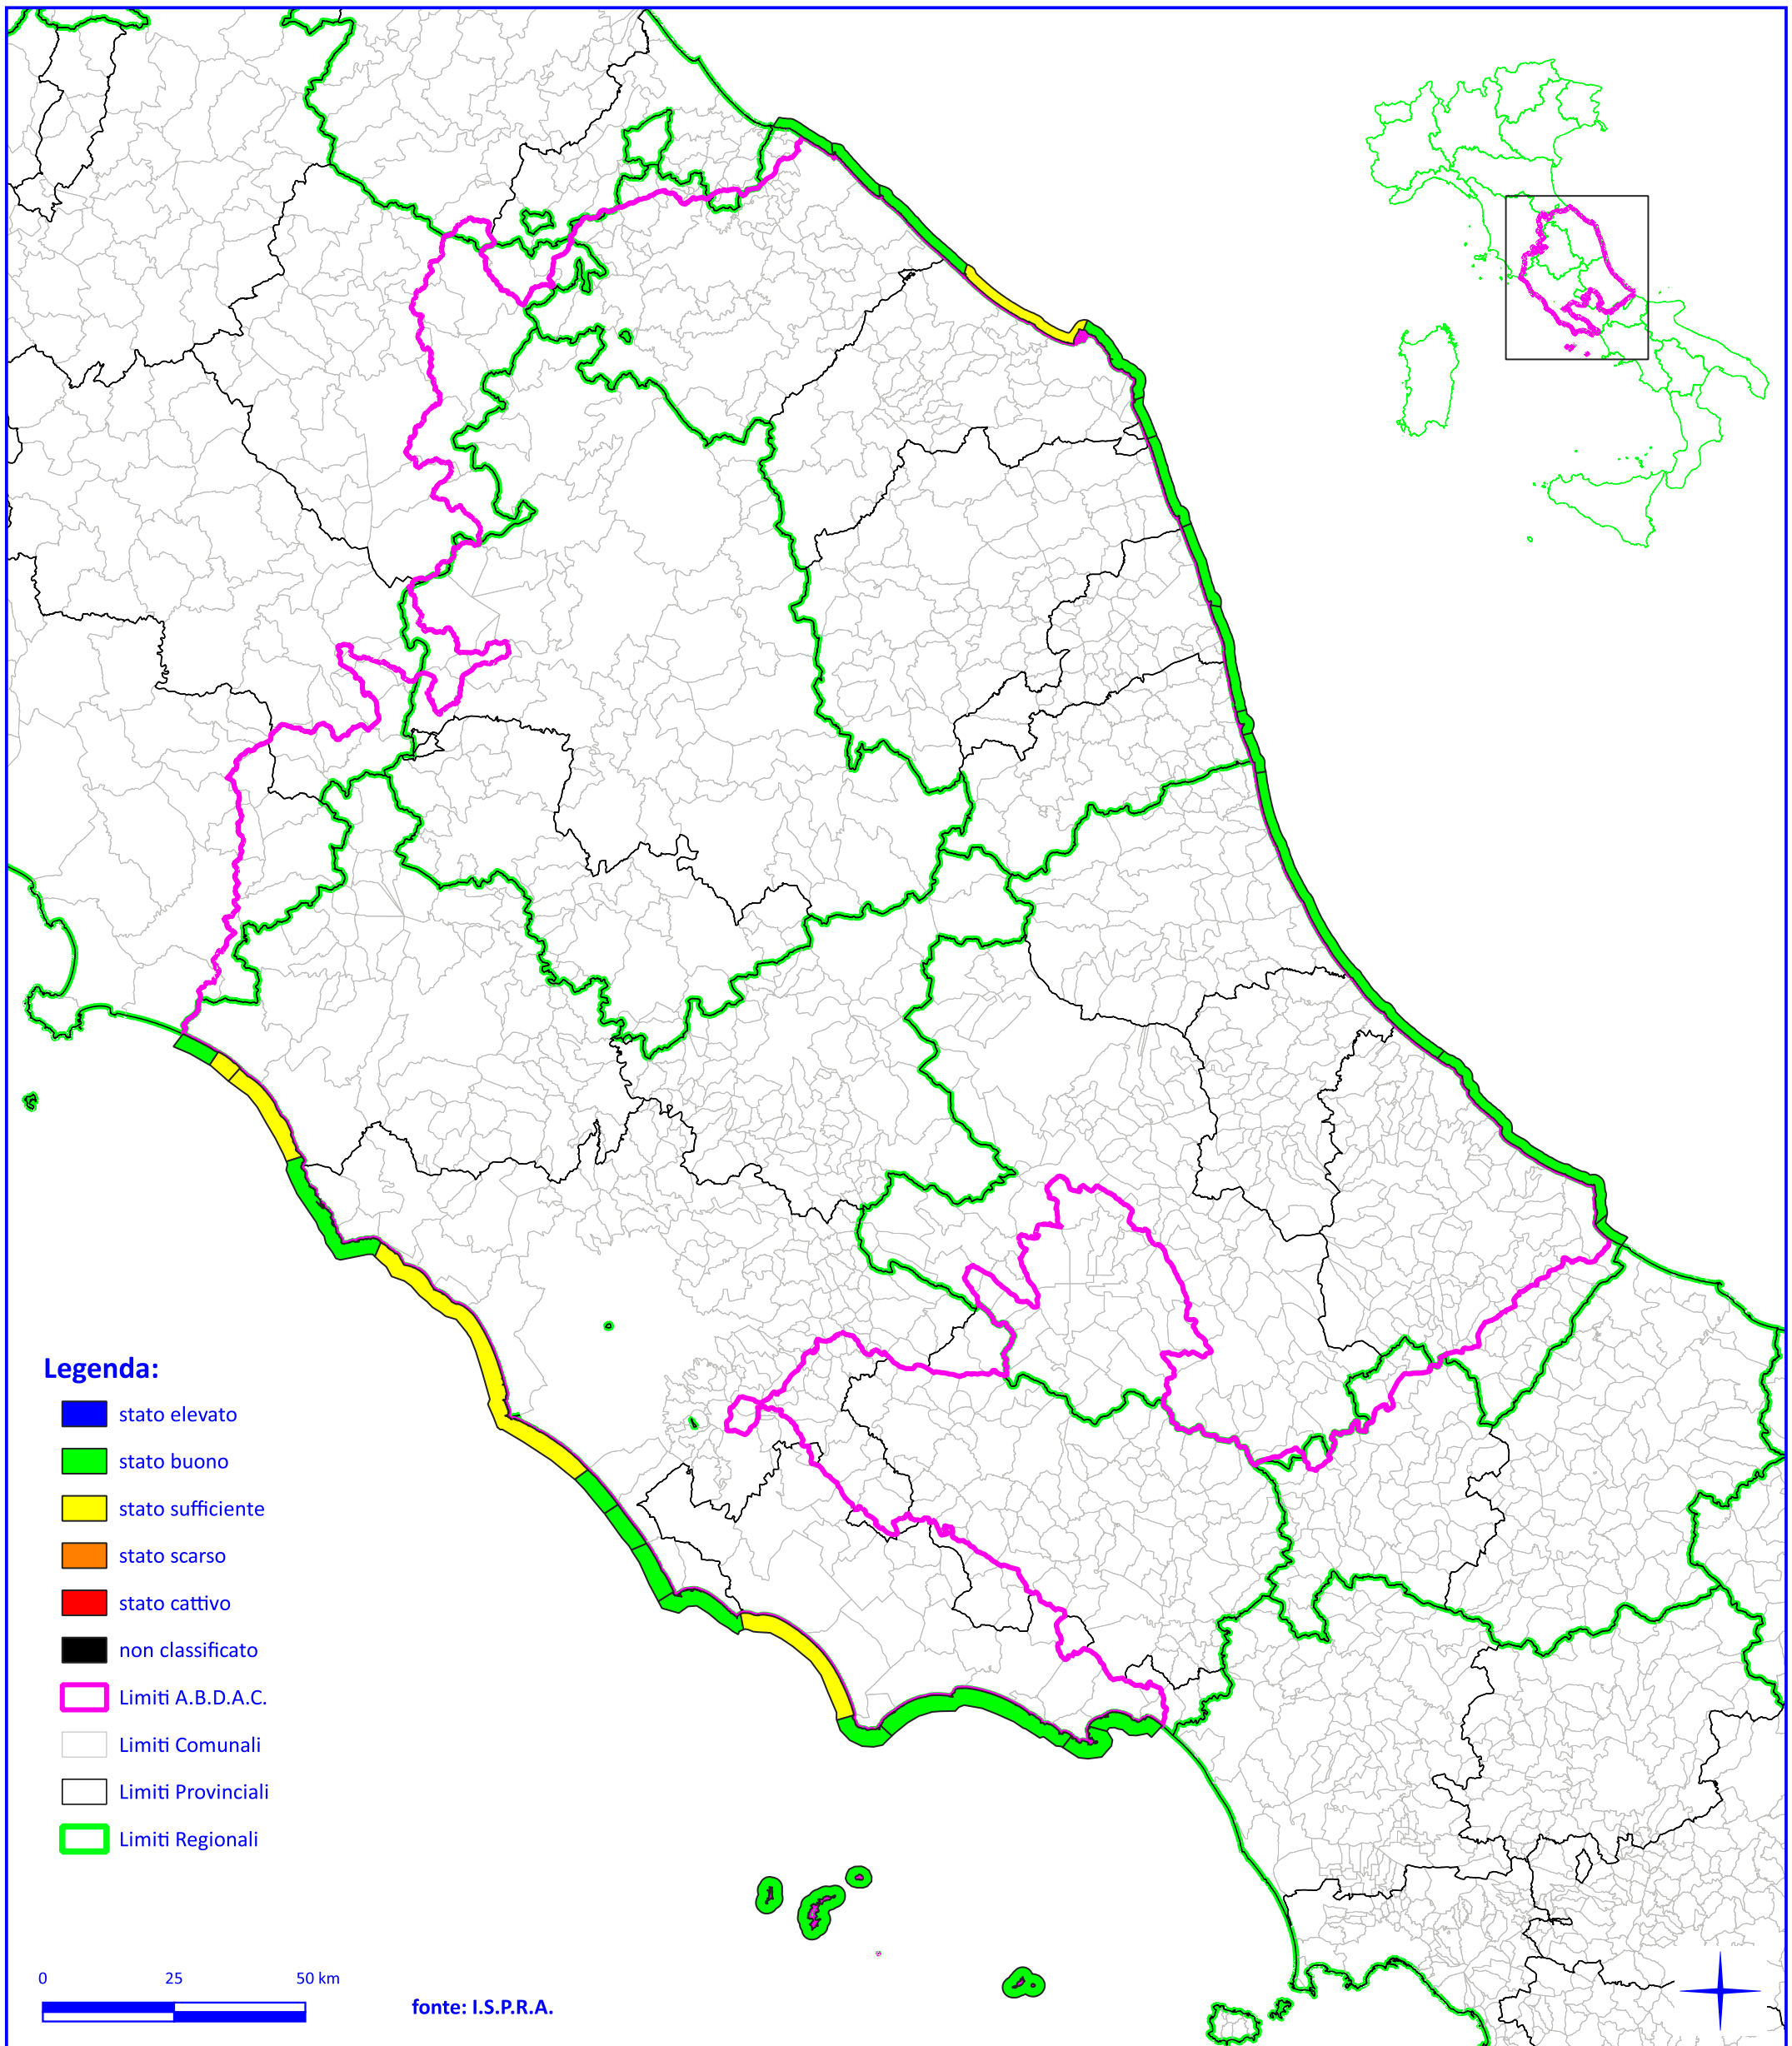 Legenda:
stato elevato
stato buono
stato sufficiente
stato scarso
stato cattivo
non classificato
Limiti A.B.D.A.C.
Limiti Comunali
Limiti Provinciali
Limiti Regionali
0 25 50 km
fonte: I.S.P.R.A.